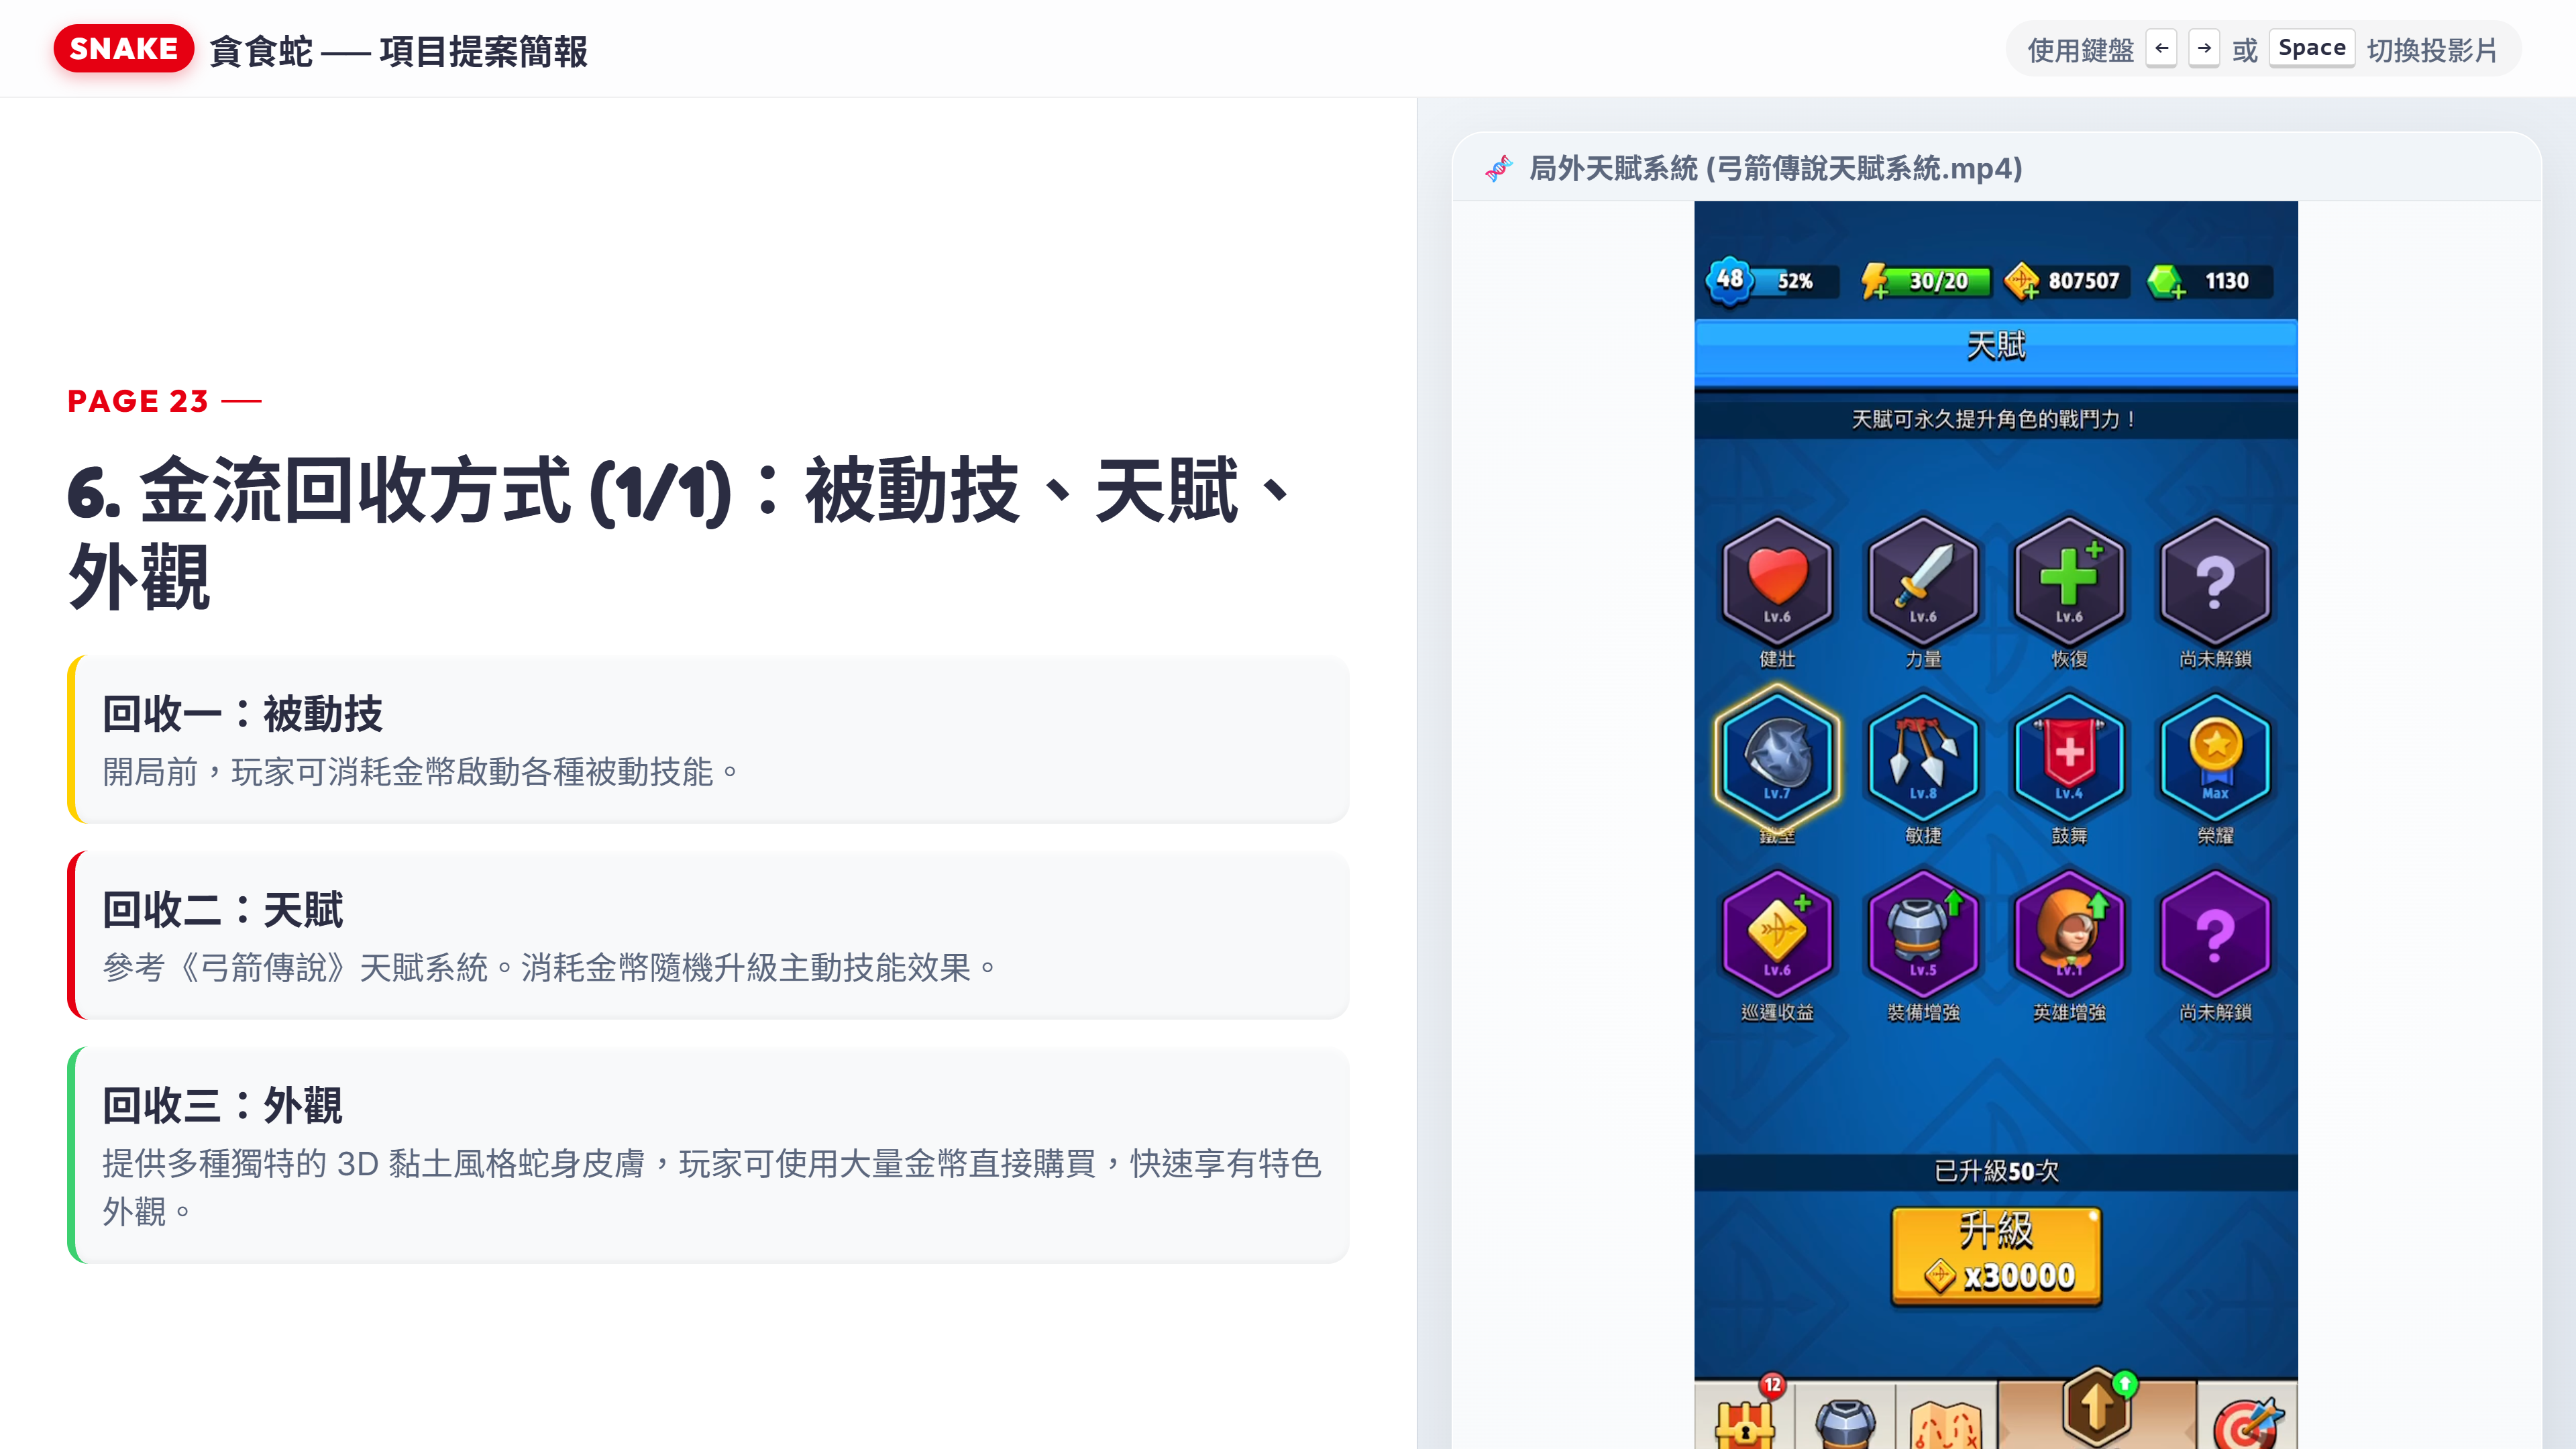 SNAKE 貪食蛇 —— 項目提案簡報
使用鍵盤 ← → 或 Space 切換投影片
PAGE 23 —
6. 金流回收方式 (1/1)：被動技、天賦、
外觀
回收一：被動技
開局前，玩家可消耗金幣啟動各種被動技能。
回收二：天賦
參考《弓箭傳說》天賦系統。消耗金幣隨機升級主動技能效果。
回收三：外觀
提供多種獨特的 3D 黏土風格蛇身皮膚，玩家可使用大量金幣直接購買，快速享有特色
外觀。
局外天賦系統 (弓箭傳說天賦系統.mp4)
48 52% 30/20 807507 1130
天賦
天賦可永久提升角色的戰鬥力！
Lv.6 Lv.6 Lv.6 ?
健壯 力量 恢復 尚未解鎖
Lv.7 Lv.8 Lv.4 Max
鐵壁 敏捷 鼓舞 榮耀
Lv.6 Lv.5 Lv.1 ?
巡邏收益 裝備增強 英雄增強 尚未解鎖
已升級50次
升級
x30000
12